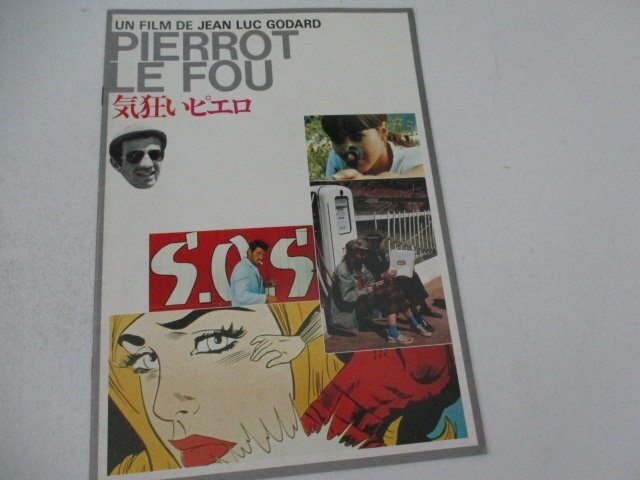 UN FILM DE JEAN LUC GODARD
PIERROT
LE FOU
気狂いピエロ
S.O.S